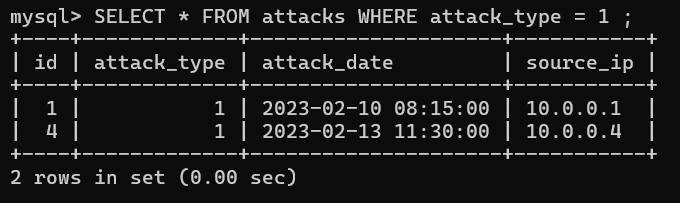 mysql> SELECT * FROM attacks WHERE attack_type = 1 ;
+----+-------------+---------------------+-----------+
| id | attack_type | attack_date         | source_ip |
+----+-------------+---------------------+-----------+
|  1 |           1 | 2023-02-10 08:15:00 | 10.0.0.1  |
|  4 |           1 | 2023-02-13 11:30:00 | 10.0.0.4  |
+----+-------------+---------------------+-----------+
2 rows in set (0.00 sec)